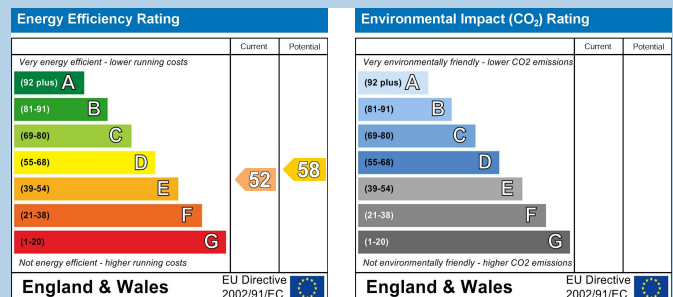 Energy Efficiency Rating
Current Potential
Very energy efficient - lower running costs
(92 plus) A
(81-91) B
(69-80) C
(55-68) D
(39-54) E
(21-38) F
(1-20) G
52
58
Not energy efficient - higher running costs
England & Wales
EU Directive
2002/91/EC
Environmental Impact (CO₂) Rating
Current Potential
Very environmentally friendly - lower CO2 emissions
(92 plus) A
(81-91) B
(69-80) C
(55-68) D
(39-54) E
(21-38) F
(1-20) G
Not environmentally friendly - higher CO2 emissions
England & Wales
EU Directive
2002/91/EC